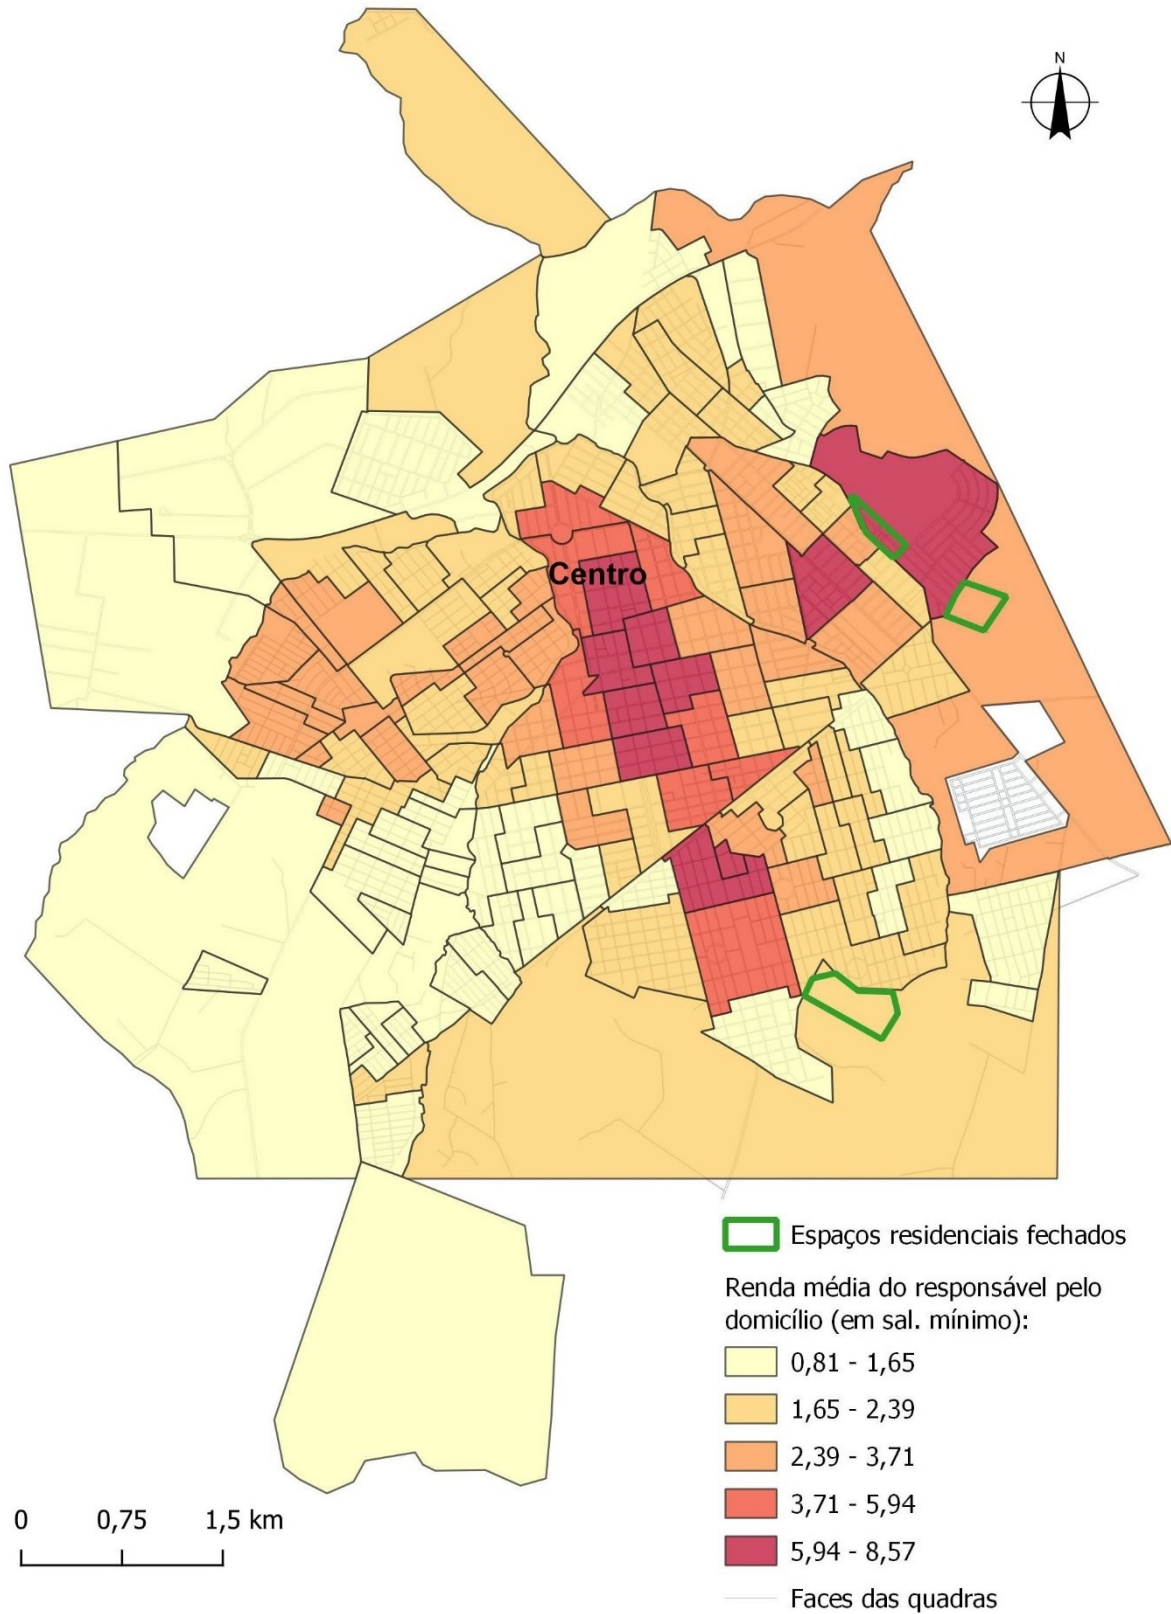 N
Centro
Espaços residenciais fechados
Renda média do responsável pelo
domicílio (em sal. mínimo):
0,81 - 1,65
1,65 - 2,39
2,39 - 3,71
3,71 - 5,94
5,94 - 8,57
Faces das quadras
0 0,75 1,5 km